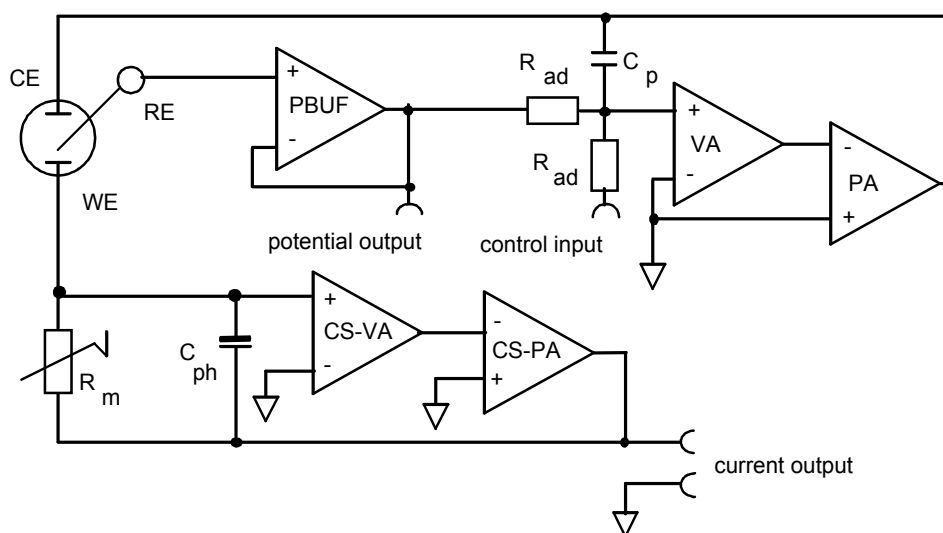 CE
RE
WE
+
PBUF
-
R ad
C p
+
VA
-
-
PA
+
R ad
potential output
control input
+
CS-VA
-
-
CS-PA
+
C ph
R m
current output